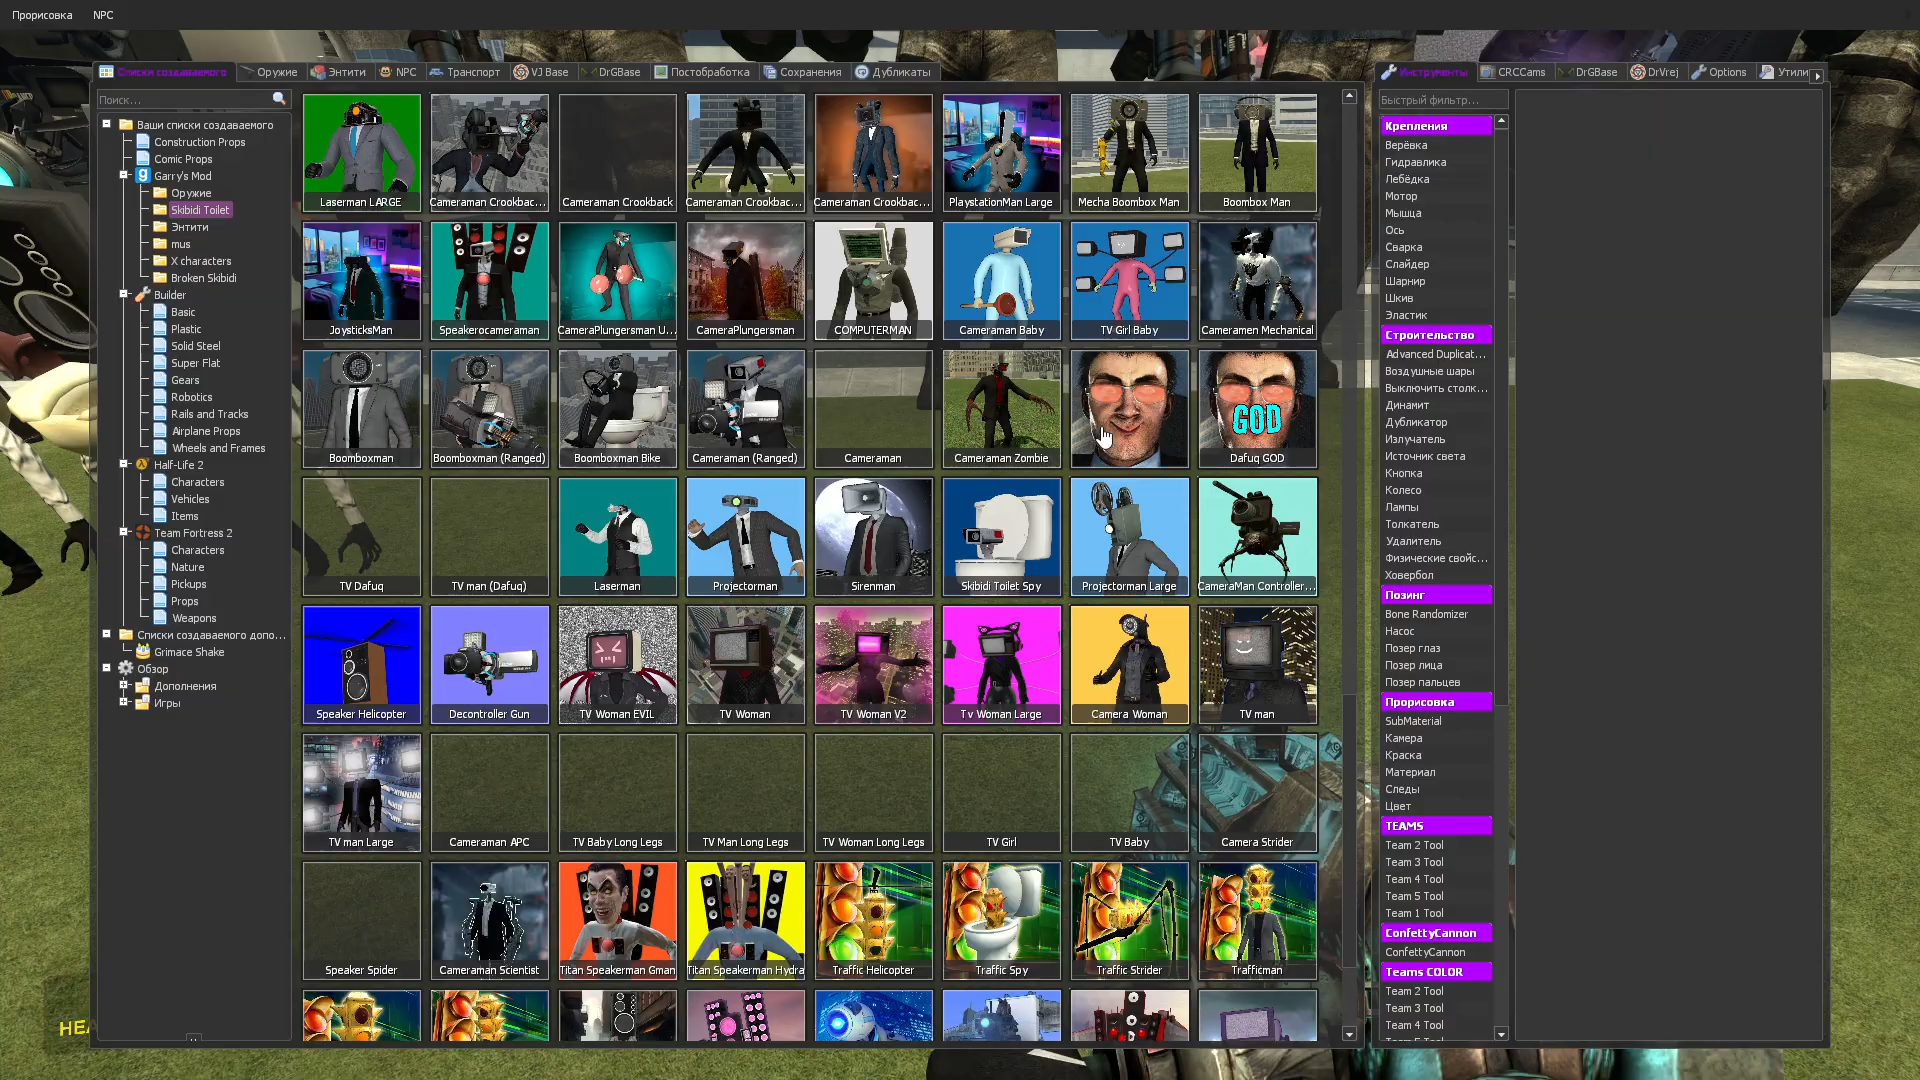 Прорисовка NPC
Списки создаваемого Оружие Энтити NPC Транспорт VJ Base DrGBase Постобработка Сохранения Дубликаты
Инструменты CRCCams DrGBase DrVrej Options Утили
Поиск...
Ваши списки создаваемого
Construction Props
Comic Props
Garry's Mod
Оружие
Skibidi Toilet
Энтити
mus
X characters
Broken Skibidi
Builder
Basic
Plastic
Solid Steel
Super Flat
Gears
Robotics
Rails and Tracks
Airplane Props
Wheels and Frames
Half-Life 2
Characters
Vehicles
Items
Team Fortress 2
Characters
Nature
Pickups
Props
Weapons
Списки создаваемого допо...
Grimace Shake
Обзор
Дополнения
Игры
Laserman LARGE Cameraman Crookbac... Cameraman Crookback Cameraman Crookbac... Cameraman Crookbac... PlaystationMan Large Mecha Boombox Man Boombox Man
JoysticksMan Speakerocameraman CameraPlungersman U... CameraPlungersman COMPUTERMAN Cameraman Baby TV Girl Baby Cameramen Mechanical
GOD
Boomboxman Boomboxman (Ranged) Boomboxman Bike Cameraman (Ranged) Cameraman Cameraman Zombie Dafuq GOD
TV Dafuq TV man (Dafuq) Laserman Projectorman Sirenman Skibidi Toilet Spy Projectorman Large CameraMan Controller...
Speaker Helicopter Decontroller Gun TV Woman EVIL TV Woman TV Woman V2 Tv Woman Large Camera Woman TV man
TV man Large Cameraman APC TV Baby Long Legs TV Man Long Legs TV Woman Long Legs TV Girl TV Baby Camera Strider
Speaker Spider Cameraman Scientist Titan Speakerman Gman Titan Speakerman Hydra Traffic Helicopter Traffic Spy Traffic Strider Trafficman
Быстрый фильтр...
Крепления
Верёвка
Гидравлика
Лебёдка
Мотор
Мышца
Ось
Сварка
Слайдер
Шарнир
Шкив
Эластик
Строительство
Advanced Duplicat...
Воздушные шары
Выключить столк...
Динамит
Дубликатор
Излучатель
Источник света
Кнопка
Колесо
Лампы
Толкатель
Удалитель
Физические свойс...
Ховербол
Позинг
Bone Randomizer
Насос
Позер глаз
Позер лица
Позер пальцев
Прорисовка
SubMaterial
Камера
Краска
Материал
Следы
Цвет
TEAMS
Team 2 Tool
Team 3 Tool
Team 4 Tool
Team 5 Tool
Team 1 Tool
ConfettyCannon
ConfettyCannon
Teams COLOR
Team 2 Tool
Team 3 Tool
Team 4 Tool
HEA